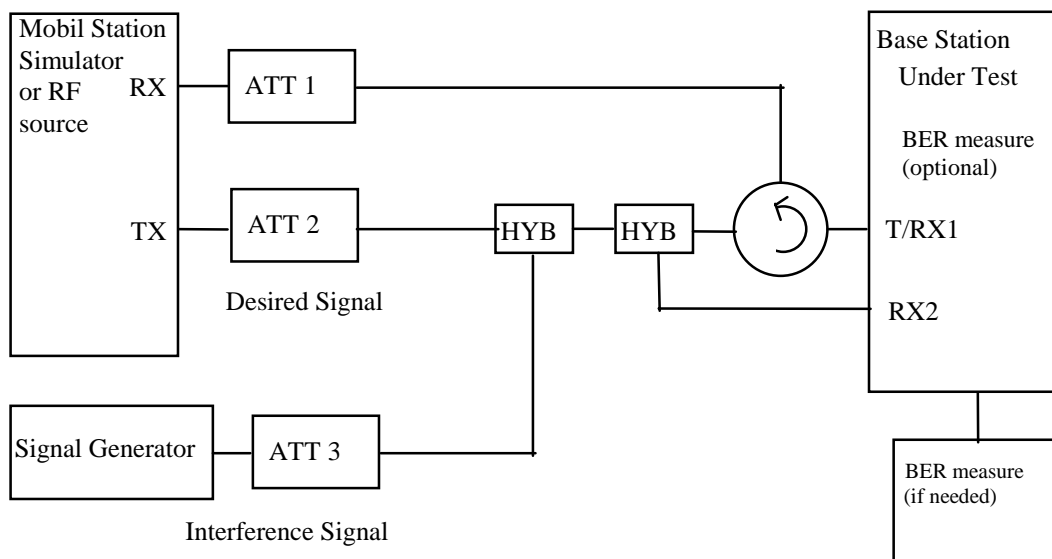 Mobil Station
Simulator
or RF
source
RX
TX
ATT 1
ATT 2
Desired Signal
HYB
HYB
Base Station
Under Test
BER measure
(optional)
T/RX1
RX2
Signal Generator
ATT 3
Interference Signal
BER measure
(if needed)